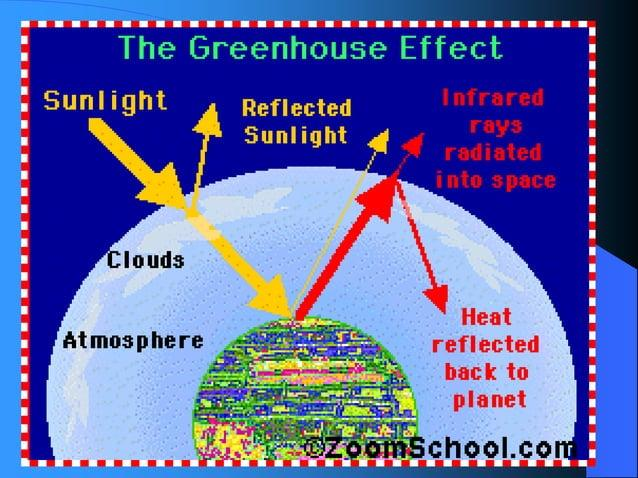 The Greenhouse Effect
Sunlight
Reflected
Sunlight
Infrared
rays
radiated
into space
Clouds
Atmosphere
Heat
reflected
back to
planet
©ZoomSchool.com